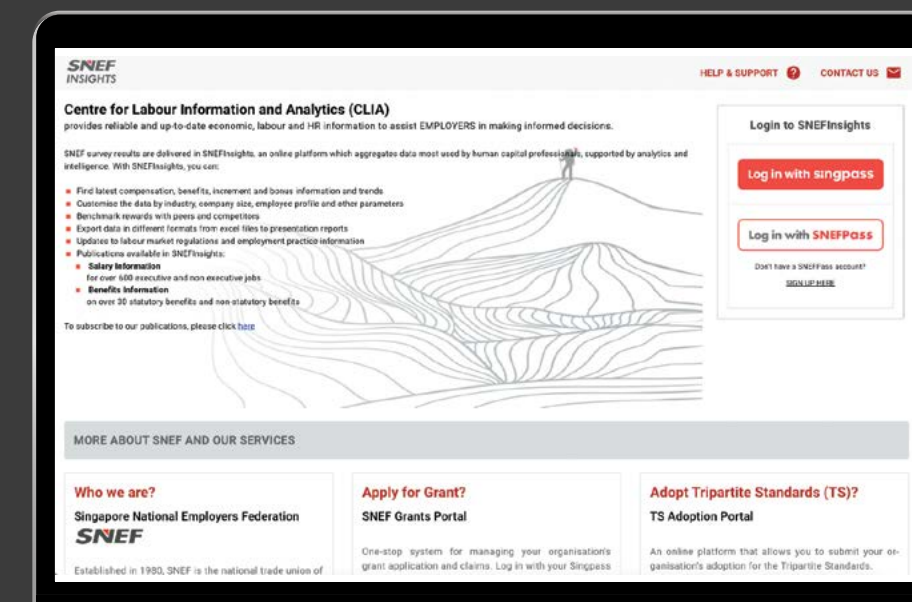 SNEF
INSIGHTS
HELP & SUPPORT ?
CONTACT US
Centre for Labour Information and Analytics (CLIA)
provides reliable and up-to-date economic, labour and HR information to assist EMPLOYERS in making informed decisions.
SNEF survey results are delivered in SNEFInsights, an online platform which aggregates data most used by human capital professionals, supported by analytics and
intelligence. With SNEFInsights, you can:
Find latest compensation, benefits, increment and bonus information and trends
Customise the data by industry, company size, employee profile and other parameters
Benchmark rewards with peers and competitors
Export data in different formats from excel files to presentation reports
Updates to labour market regulations and employment practice information
Publications available in SNEFInsights:
Salary Information
for over 600 executive and non executive jobs
Benefits Information
on over 30 statutory benefits and non-statutory benefits
To subscribe to our publications, please click here
Login to SNEFInsights
Log in with singpass
Log in with SNEFPass
Don't have a SNEFPass account?
SIGN UP HERE
MORE ABOUT SNEF AND OUR SERVICES
Who we are?
Singapore National Employers Federation
SNEF
Established in 1980, SNEF is the national trade union of
Apply for Grant?
SNEF Grants Portal
One-stop system for managing your organisation's
grant application and claims. Log in with your Singpass
Adopt Tripartite Standards (TS)?
TS Adoption Portal
An online platform that allows you to submit your or-
ganisation's adoption for the Tripartite Standards.